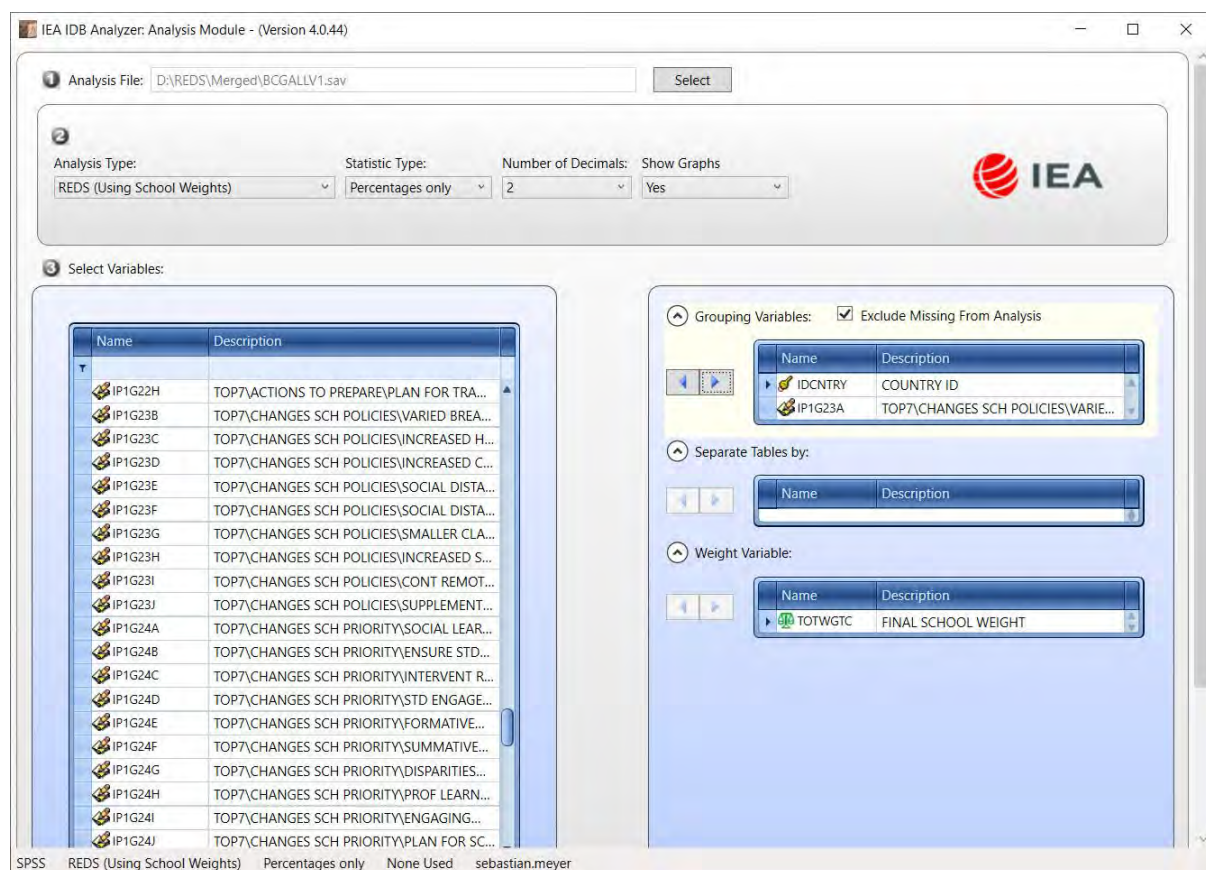 IEA IDB Analyzer: Analysis Module - (Version 4.0.44)
1 Analysis File: D:\REDS\Merged\BCGALLV1.sav Select
2
Analysis Type: Statistic Type: Number of Decimals: Show Graphs
REDS (Using School Weights) Percentages only 2 Yes
IEA
3 Select Variables:
Name Description
IP1G22H TOP7\ACTIONS TO PREPARE\PLAN FOR TRA...
IP1G23B TOP7\CHANGES SCH POLICIES\VARIED BREA...
IP1G23C TOP7\CHANGES SCH POLICIES\INCREASED H...
IP1G23D TOP7\CHANGES SCH POLICIES\INCREASED C...
IP1G23E TOP7\CHANGES SCH POLICIES\SOCIAL DISTA...
IP1G23F TOP7\CHANGES SCH POLICIES\SOCIAL DISTA...
IP1G23G TOP7\CHANGES SCH POLICIES\SMALLER CLA...
IP1G23H TOP7\CHANGES SCH POLICIES\INCREASED S...
IP1G23I TOP7\CHANGES SCH POLICIES\CONT REMOT...
IP1G23J TOP7\CHANGES SCH POLICIES\SUPPLEMENT...
IP1G24A TOP7\CHANGES SCH PRIORITY\SOCIAL LEAR...
IP1G24B TOP7\CHANGES SCH PRIORITY\ENSURE STD...
IP1G24C TOP7\CHANGES SCH PRIORITY\INTERVENT R...
IP1G24D TOP7\CHANGES SCH PRIORITY\STD ENGAGE...
IP1G24E TOP7\CHANGES SCH PRIORITY\FORMATIVE...
IP1G24F TOP7\CHANGES SCH PRIORITY\SUMMATIVE...
IP1G24G TOP7\CHANGES SCH PRIORITY\DISPARITIES...
IP1G24H TOP7\CHANGES SCH PRIORITY\PROF LEARN...
IP1G24I TOP7\CHANGES SCH PRIORITY\ENGAGING...
IP1G24J TOP7\CHANGES SCH PRIORITY\PLAN FOR SC...
Grouping Variables: Exclude Missing From Analysis
Name Description
IDCNTRY COUNTRY ID
IP1G23A TOP7\CHANGES SCH POLICIES\VARIE...
Separate Tables by:
Name Description
Weight Variable:
Name Description
TOTWGTC FINAL SCHOOL WEIGHT
SPSS REDS (Using School Weights) Percentages only None Used sebastian.meyer